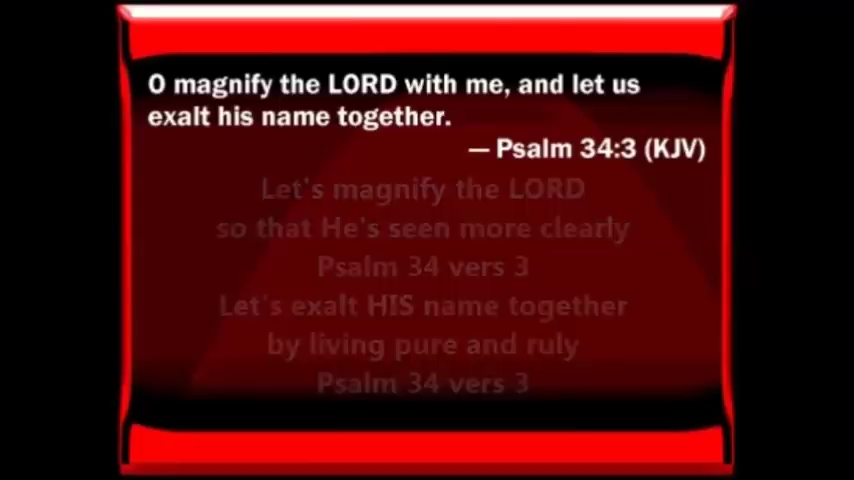 O magnify the LORD with me, and let us
exalt his name together.
— Psalm 34:3 (KJV)
Let's magnify the LORD
so that He's seen more clearly
Psalm 34 vers 3
Let's exalt HIS name together
by living pure and ruly
Psalm 34 vers 3